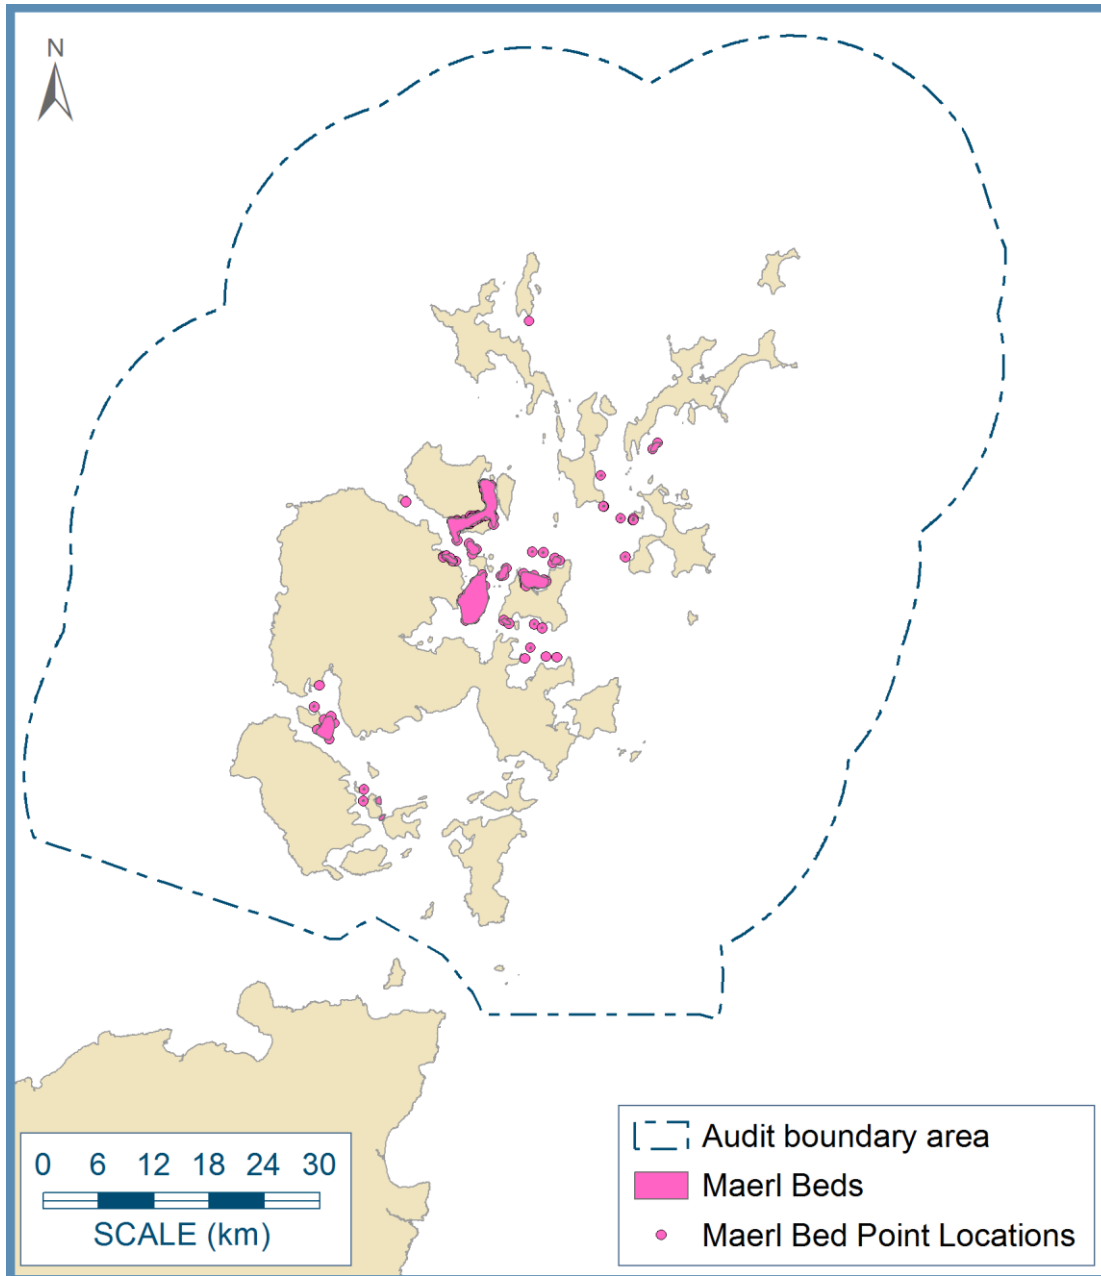 N
0 6 12 18 24 30
SCALE (km)
Audit boundary area
Maerl Beds
Maerl Bed Point Locations